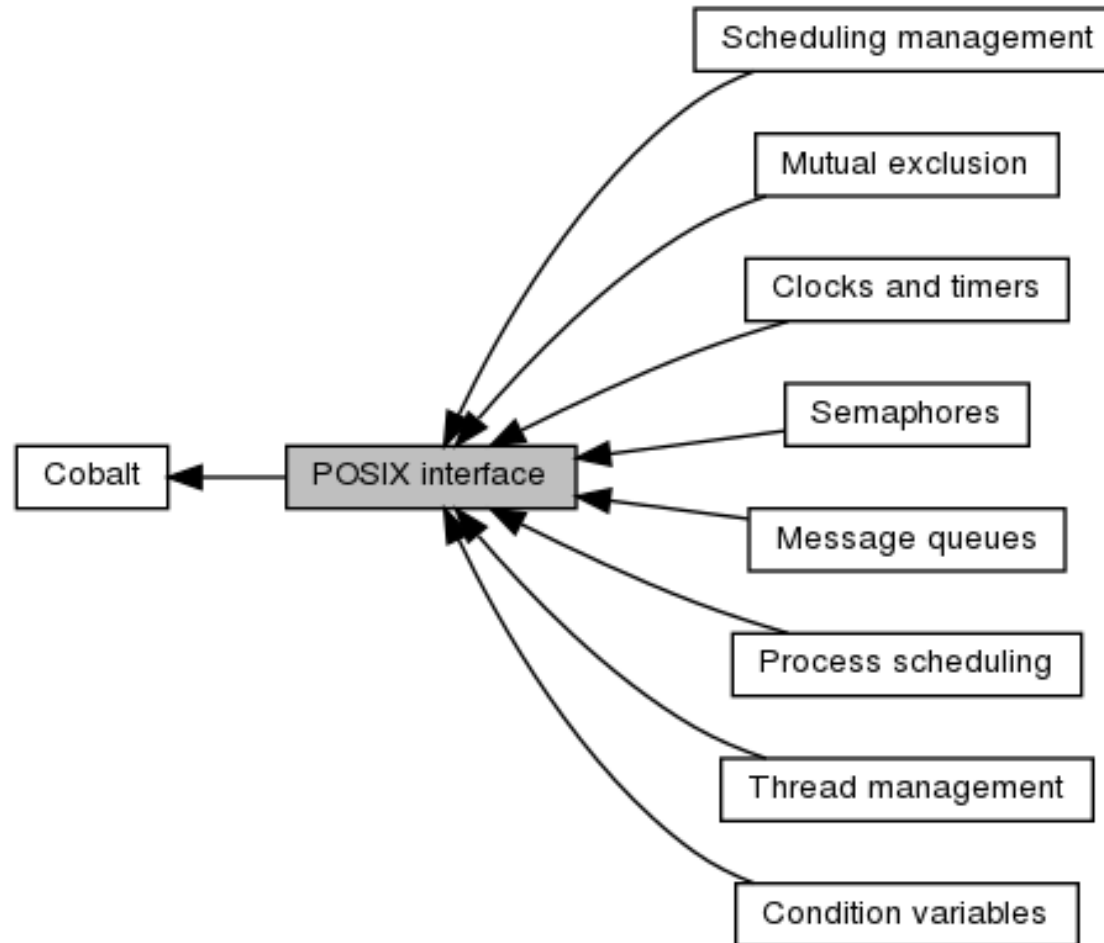 Scheduling management
Mutual exclusion
Clocks and timers
Semaphores
Cobalt
POSIX interface
Message queues
Process scheduling
Thread management
Condition variables